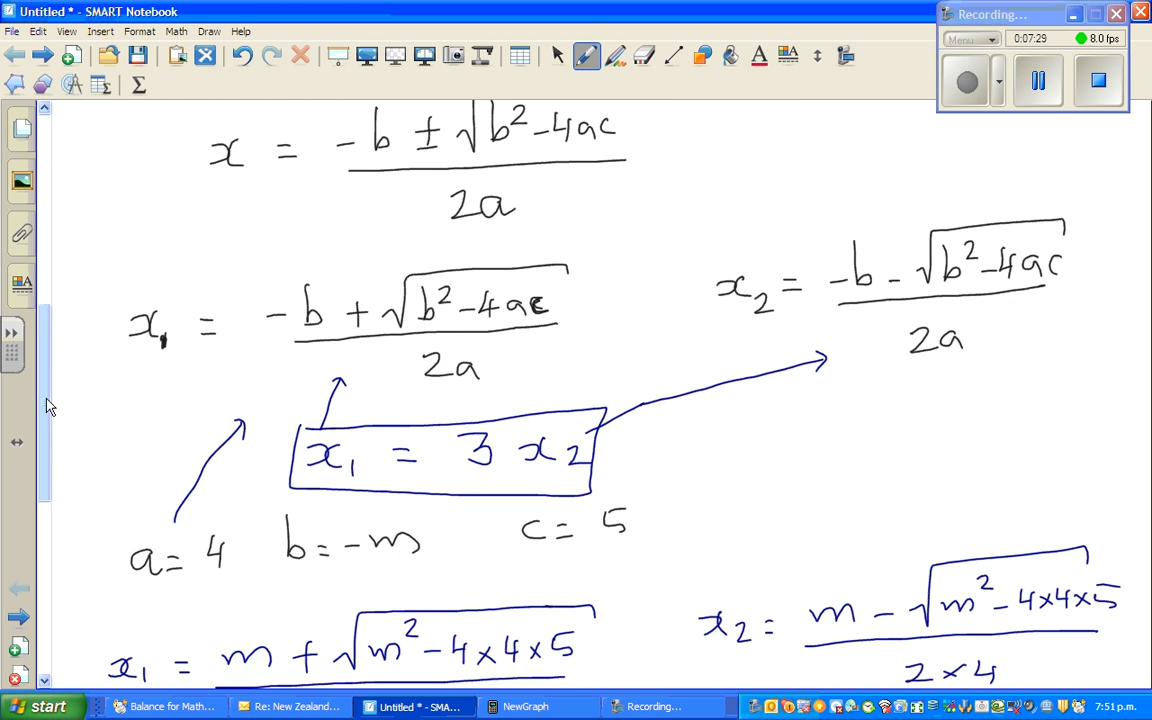 Untitled * - SMART Notebook
Recording...
File Edit View Insert Format Math Draw Help
Menu
0:07:29
8.0 fps
x = -b ± √b²-4ac
2a
x₁ = -b + √b²-4ac
2a
x₂ = -b - √b²-4ac
2a
x₁ = 3 x₂
a = 4 b = -m c = 5
x₁ = m + √m² - 4×4×5
x₂ = m - √m² - 4×4×5
2×4
start
Balance for Math...
Re: New Zealand...
Untitled * - SMA...
NewGraph
Recording...
7:51 p.m.